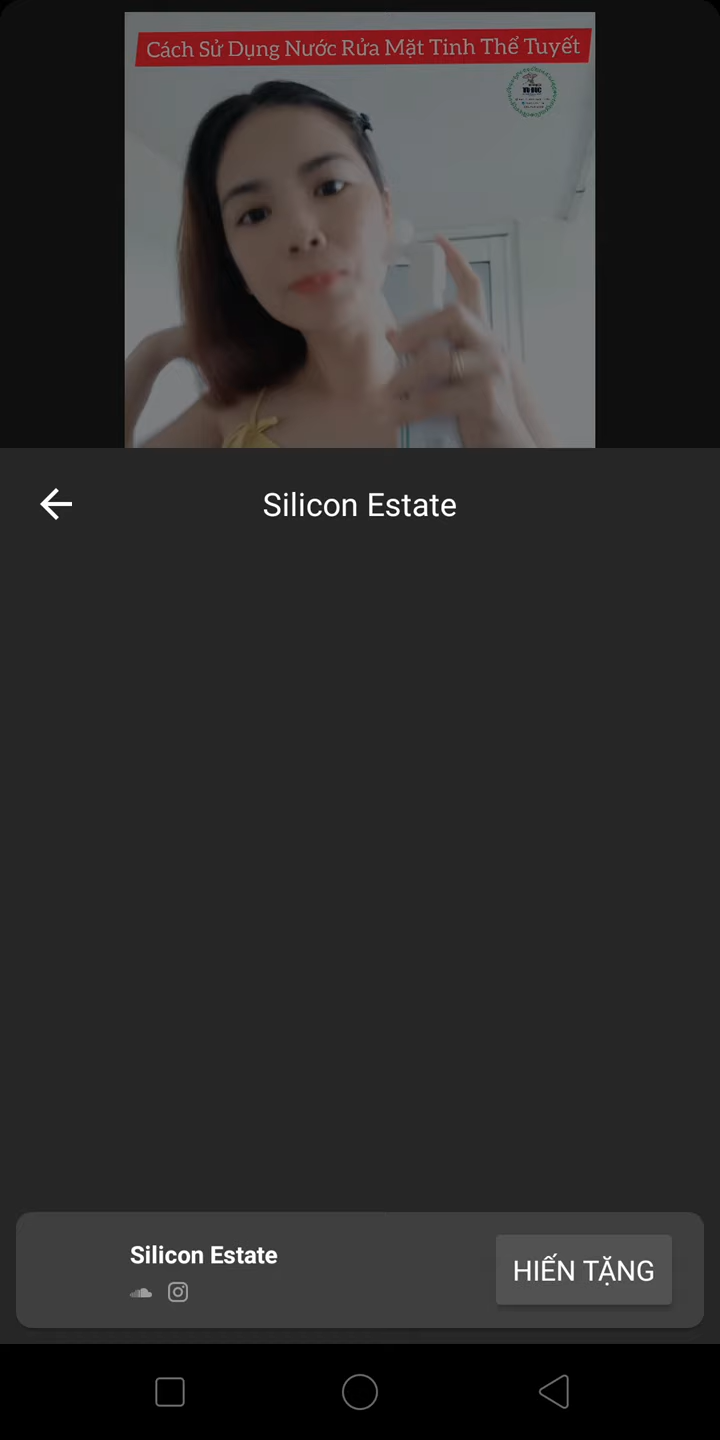 Cách Sử Dụng Nước Rửa Mặt Tinh Thể Tuyết
Silicon Estate
Silicon Estate
HIẾN TẶNG